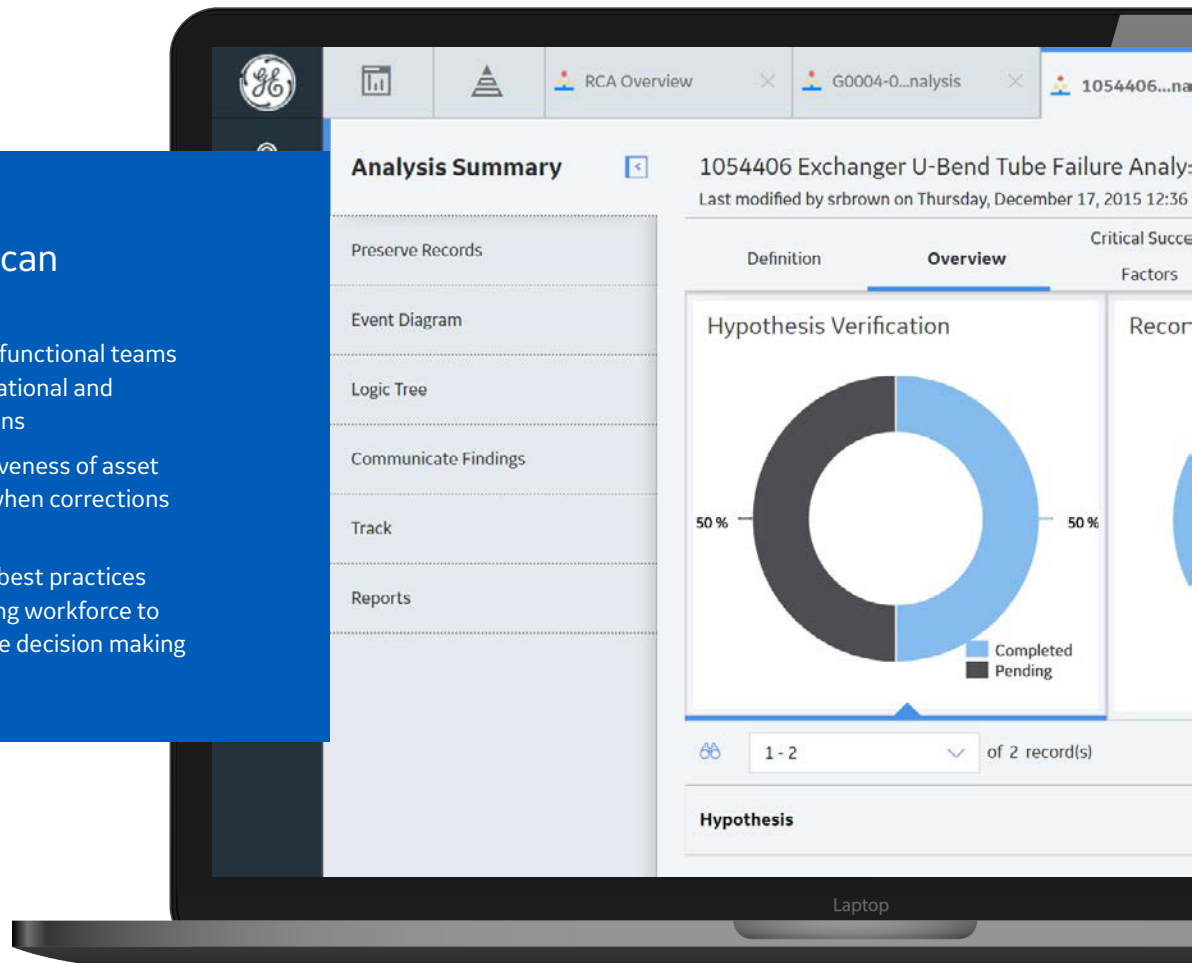 RCA Overview
G0004-0...nalysis
1054406...na
can
functional teams
ational and
ns
veness of asset
when corrections
best practices
ng workforce to
e decision making
Analysis Summary
Preserve Records
Event Diagram
Logic Tree
Communicate Findings
Track
Reports
1054406 Exchanger U-Bend Tube Failure Analy
Last modified by srbrown on Thursday, December 17, 2015 12:36
Definition
Overview
Critical Succe
Factors
Hypothesis Verification
Recor
50 %
50 %
Completed
Pending
1 - 2
of 2 record(s)
Hypothesis
Laptop